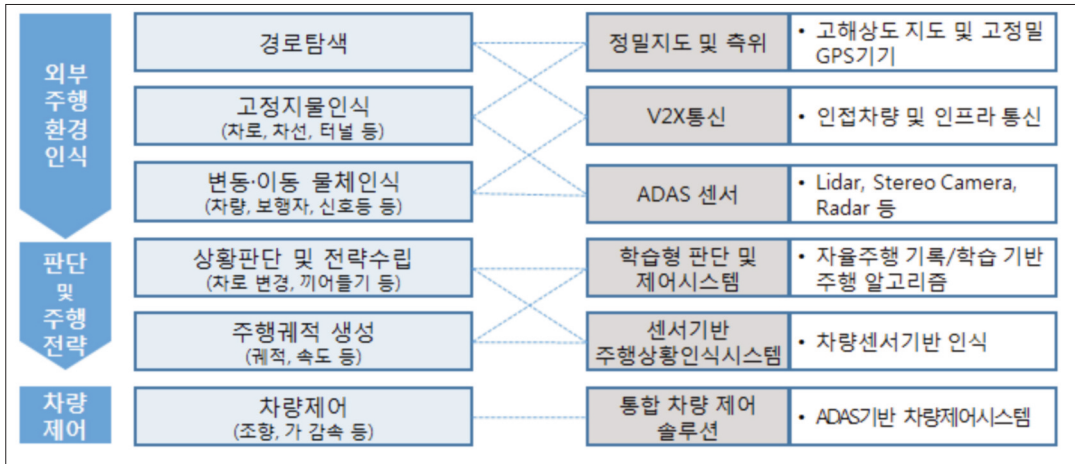 외부
주행
환경
인식
경로탐색
정밀지도 및 측위
• 고해상도 지도 및 고정밀
GPS기기
고정지물인식
(차로, 차선, 터널 등)
V2X통신
• 인접차량 및 인프라 통신
변동·이동 물체인식
(차량, 보행자, 신호등 등)
ADAS 센서
• Lidar, Stereo Camera,
Radar 등
판단
및
주행
전략
상황판단 및 전략수립
(차로 변경, 끼어들기 등)
학습형 판단 및
제어시스템
• 자율주행 기록/학습 기반
주행 알고리즘
주행궤적 생성
(궤적, 속도 등)
센서기반
주행상황인식시스템
• 차량센서기반 인식
차량
제어
차량제어
(조향, 가 감속 등)
통합 차량 제어
솔루션
• ADAS기반 차량제어시스템